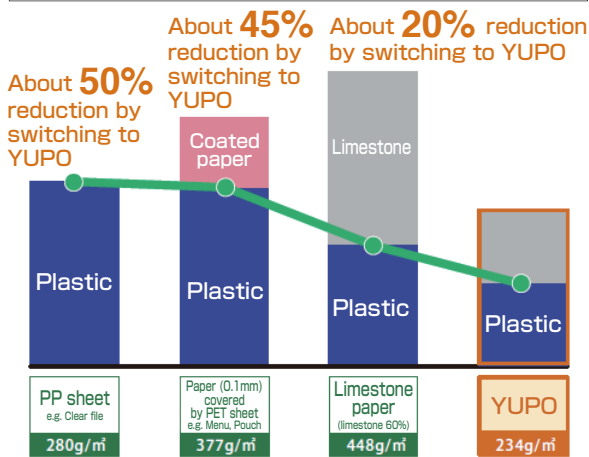 About 50%
reduction by
switching to
YUPO
About 45%
reduction by
switching to
YUPO
About 20% reduction
by switching to YUPO
Coated
paper
Limestone
Plastic
Plastic
Plastic
Plastic
PP sheet
e.g. Clear file
280g/㎡
Paper (0.1mm)
covered
by PET sheet
e.g. Menu, Pouch
377g/㎡
Limestone
paper
(limestone 60%)
448g/㎡
YUPO
234g/㎡